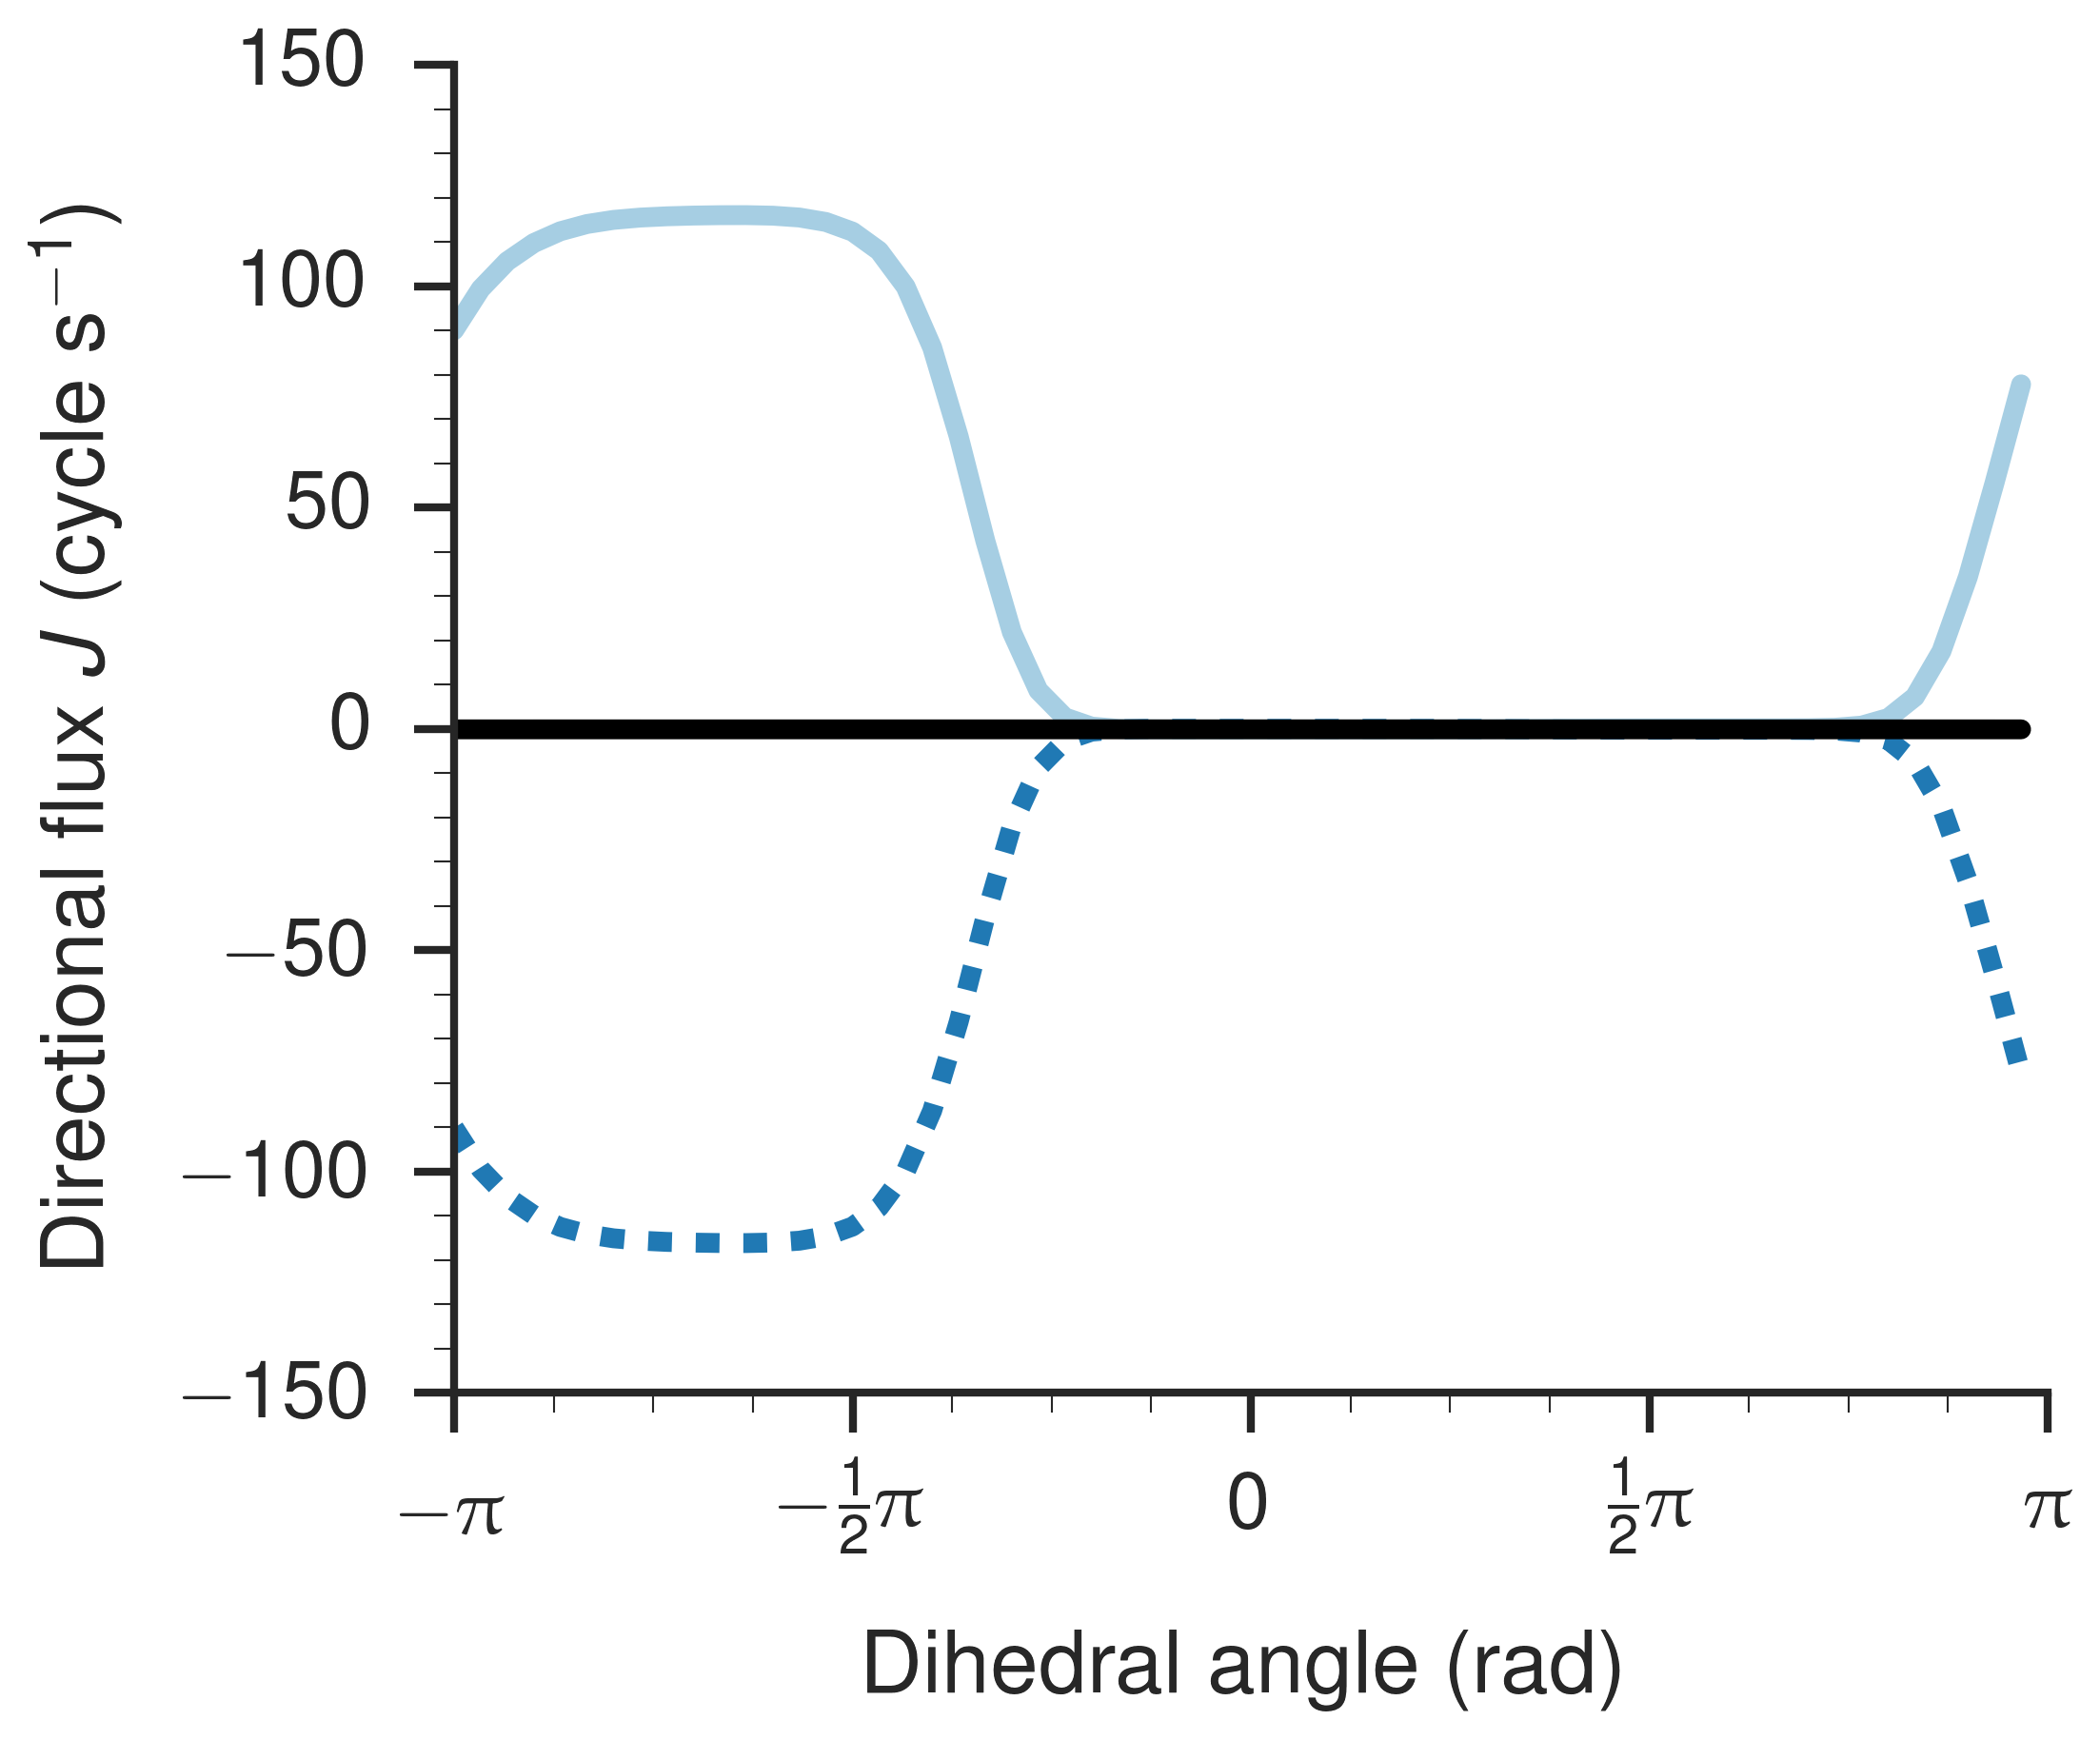 Directional flux J (cycle s⁻¹)
150
100
50
0
−50
−100
−150
−π
−½π
0
½π
π
Dihedral angle (rad)